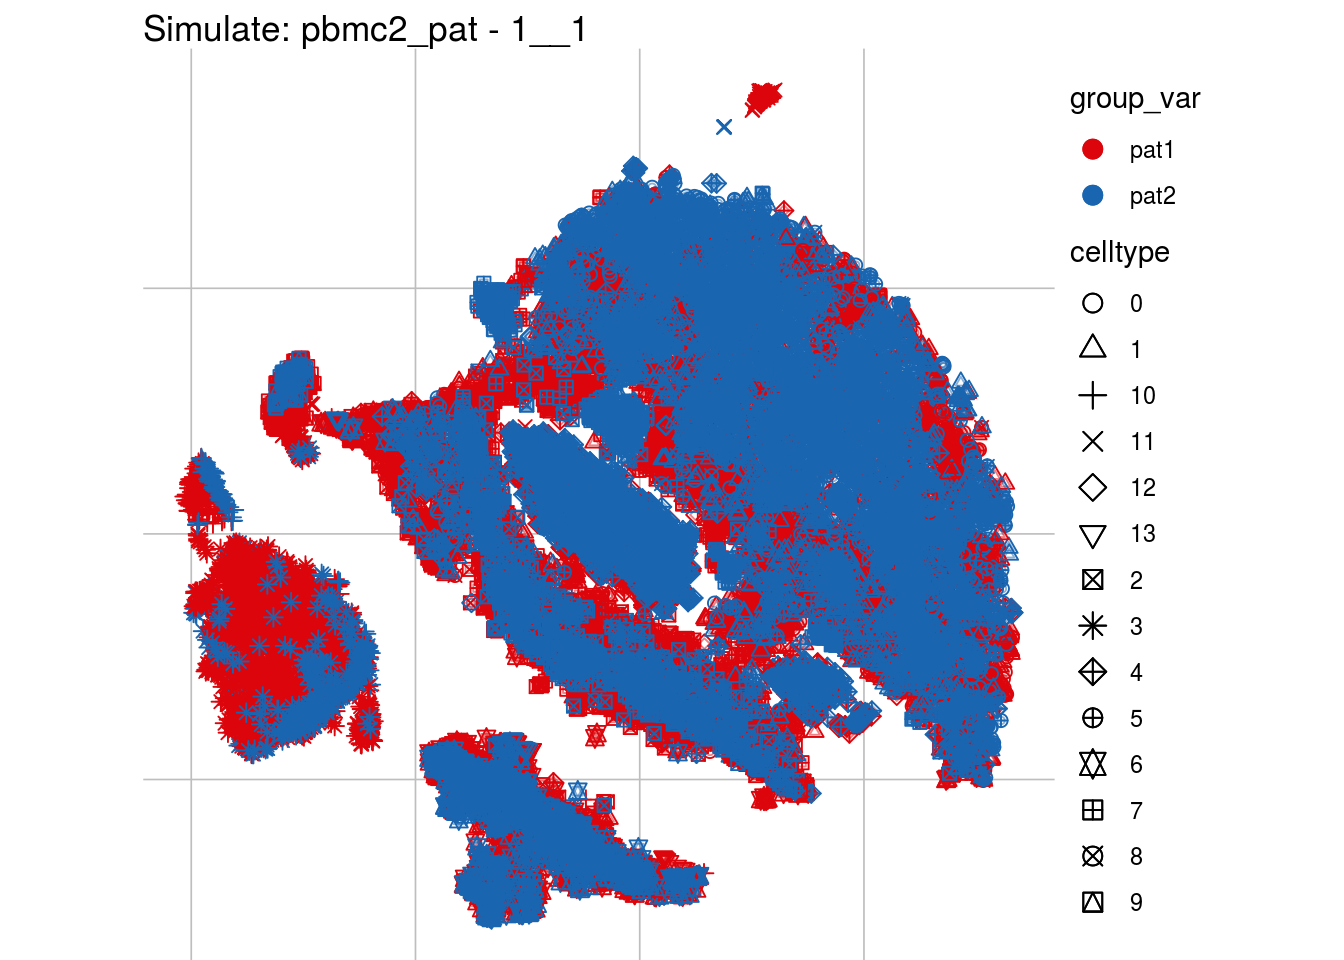 Simulate: pbmc2_pat - 1__1
group_var
pat1
pat2
celltype
0
1
10
11
12
13
2
3
4
5
6
7
8
9